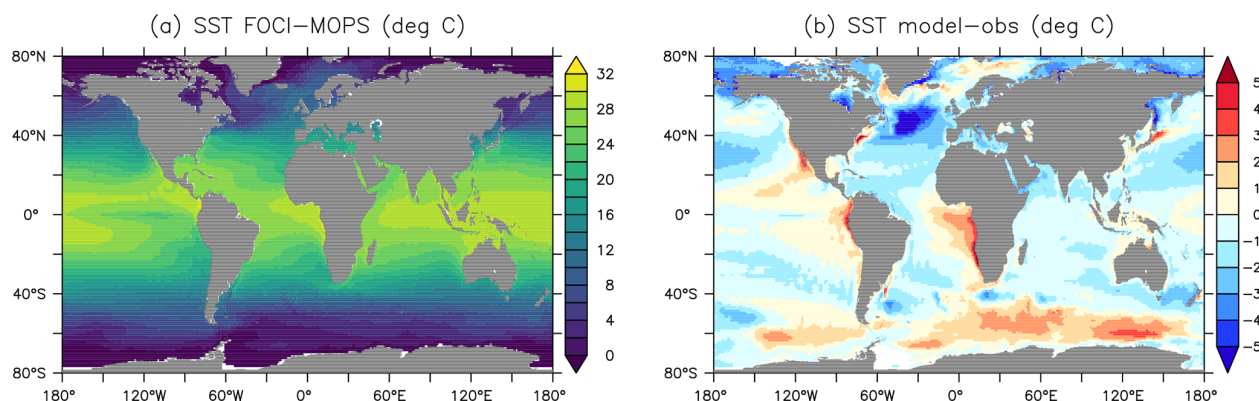 (a) SST FOCI−MOPS (deg C)
80°N
40°N
0°
40°S
80°S
180° 120°W 60°W 0° 60°E 120°E 180°
32
28
24
20
16
12
8
4
0
(b) SST model−obs (deg C)
80°N
40°N
0°
40°S
80°S
180° 120°W 60°W 0° 60°E 120°E 180°
5
4
3
2
1
0
−1
−2
−3
−4
−5